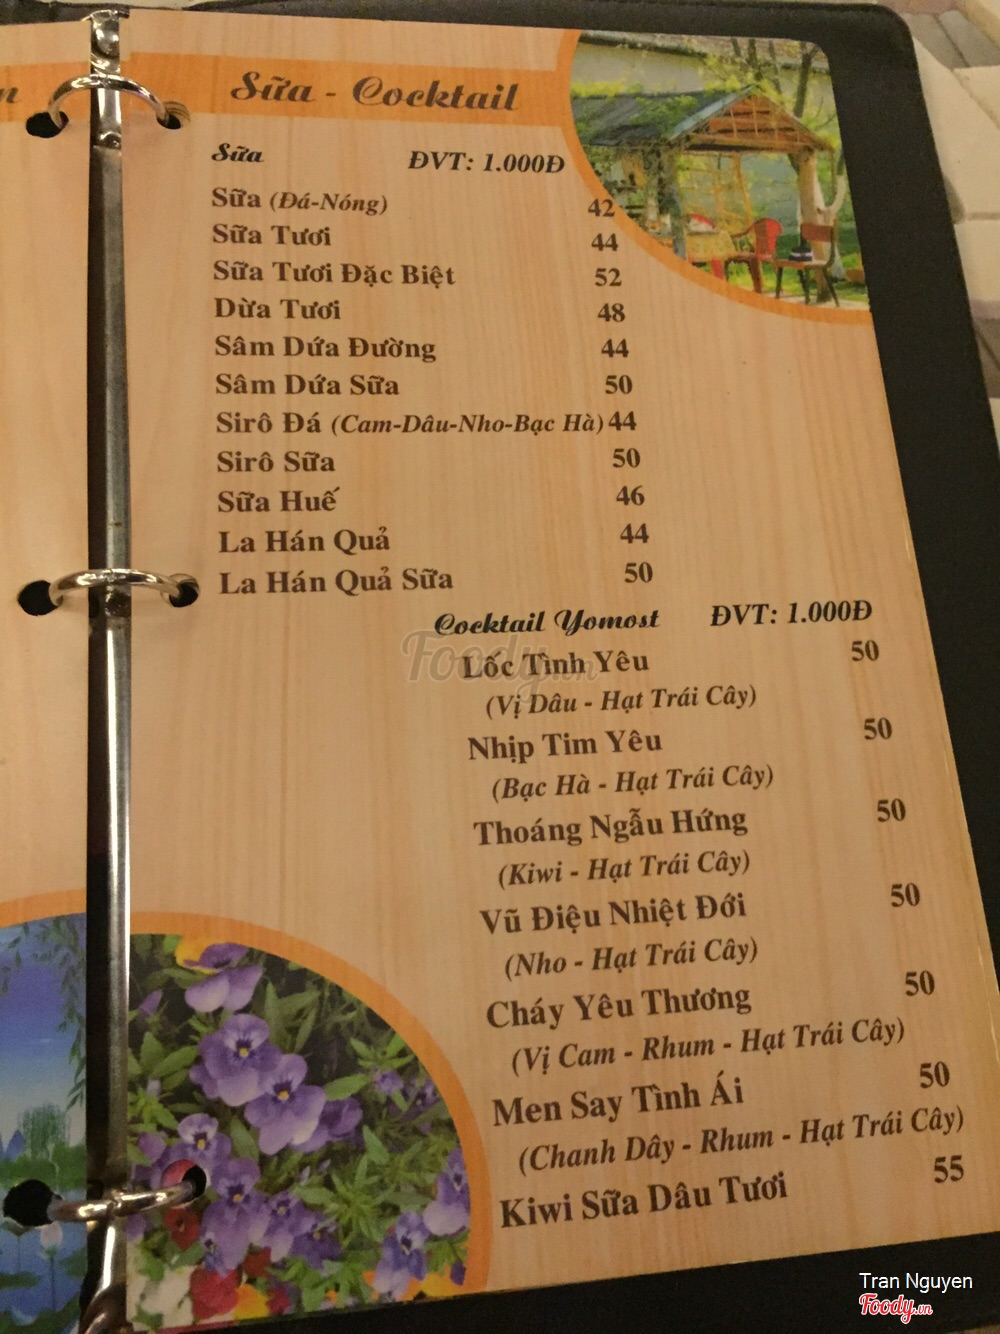 n
Sữa - Cocktail
Sữa ĐVT: 1.000Đ
Sữa (Đá-Nóng) 42
Sữa Tươi 44
Sữa Tươi Đặc Biệt 52
Dừa Tươi 48
Sâm Dứa Đường 44
Sâm Dứa Sữa 50
Sirô Đá (Cam-Dâu-Nho-Bạc Hà) 44
Sirô Sữa 50
Sữa Huế 46
La Hán Quả 44
La Hán Quả Sữa 50
Cocktail Yomost ĐVT: 1.000Đ
Foody.vn
Lốc Tình Yêu 50
(Vị Dâu - Hạt Trái Cây)
Nhịp Tim Yêu 50
(Bạc Hà - Hạt Trái Cây)
Thoáng Ngẫu Hứng 50
(Kiwi - Hạt Trái Cây)
Vũ Điệu Nhiệt Đới 50
(Nho - Hạt Trái Cây)
Cháy Yêu Thương 50
(Vị Cam - Rhum - Hạt Trái Cây)
Men Say Tình Ái 50
(Chanh Dây - Rhum - Hạt Trái Cây)
Kiwi Sữa Dâu Tươi 55
Tran Nguyen
Foody.vn